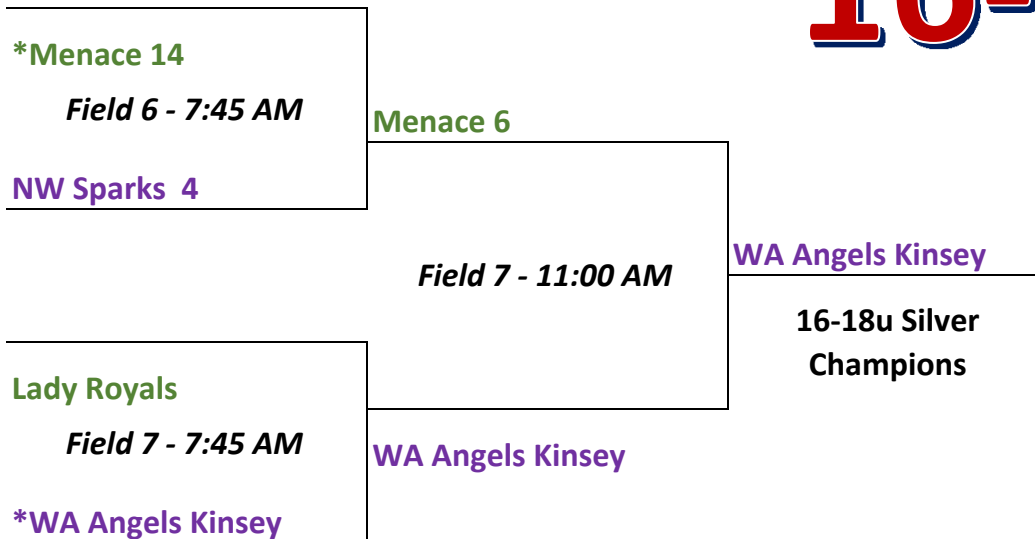 16-
*Menace 14
Field 6 - 7:45 AM
Menace 6
NW Sparks  4
WA Angels Kinsey
Field 7 - 11:00 AM
16-18u Silver
Champions
Lady Royals
Field 7 - 7:45 AM
WA Angels Kinsey
*WA Angels Kinsey